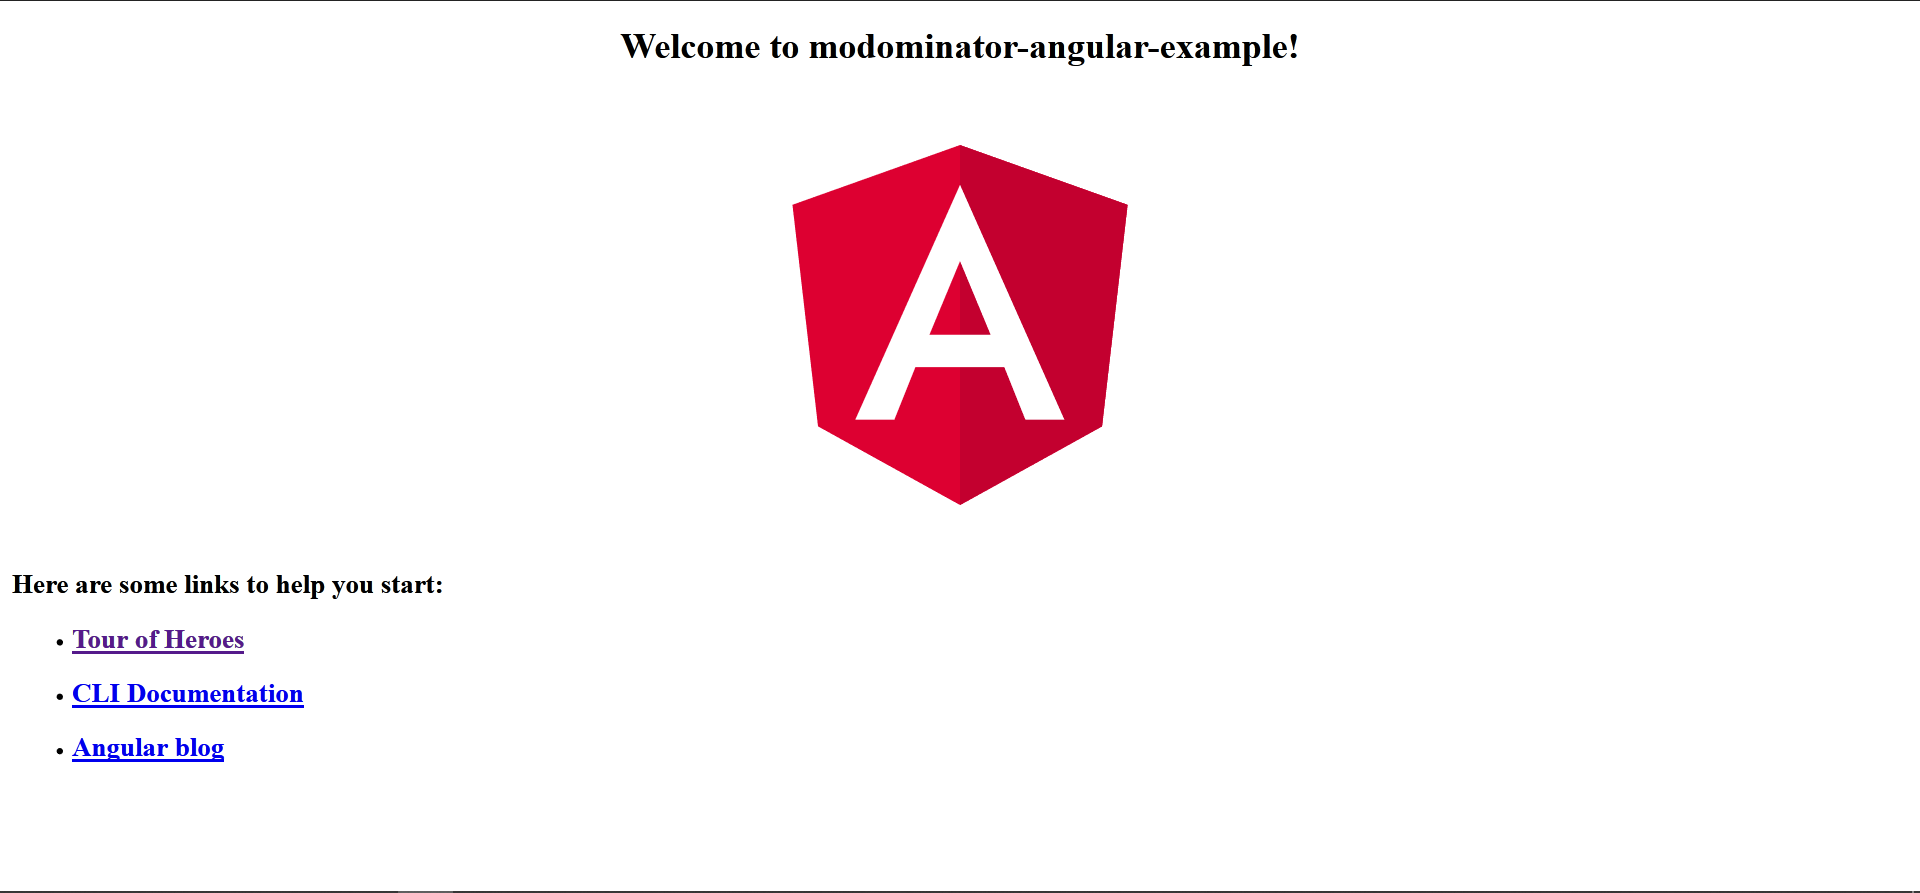 Welcome to modominator-angular-example!
A
Here are some links to help you start:
Tour of Heroes
CLI Documentation
Angular blog